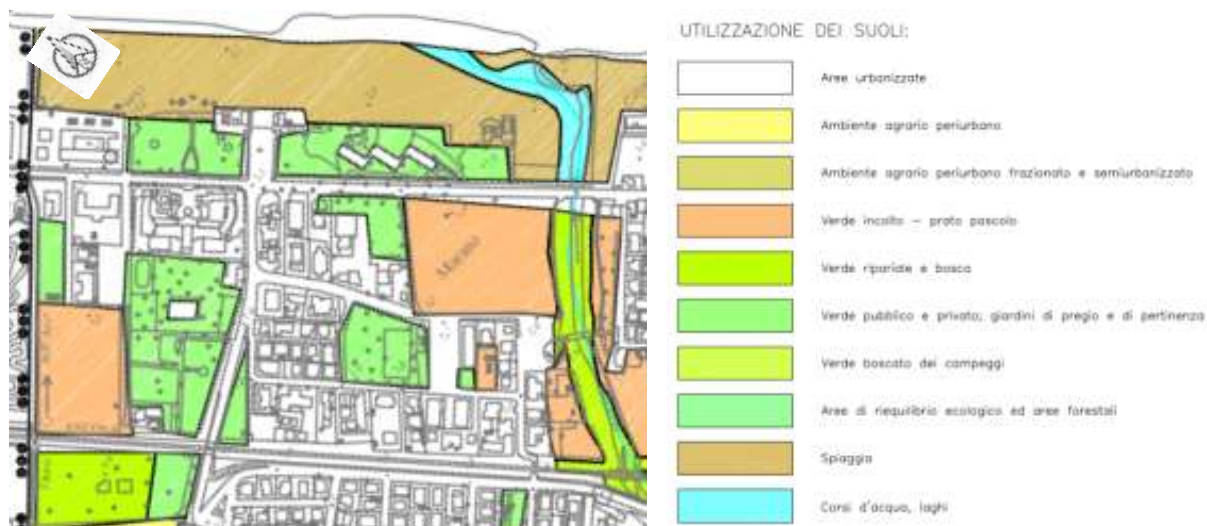 UTILIZZAZIONE DEI SUOLI:
Aree urbanizzate
Ambiente agrario periurbano
Ambiente agrario periurbano frazionato e semiurbanizzato
Verde incolto - prato pascolo
Verde ripariale e bosco
Verde pubblico e privato, giardini di pregio e di pertinenza
Verde boscato dei campeggi
Aree di riequilibrio ecologico ed aree forestali
Spiaggia
Corsi d'acqua, laghi
Marano